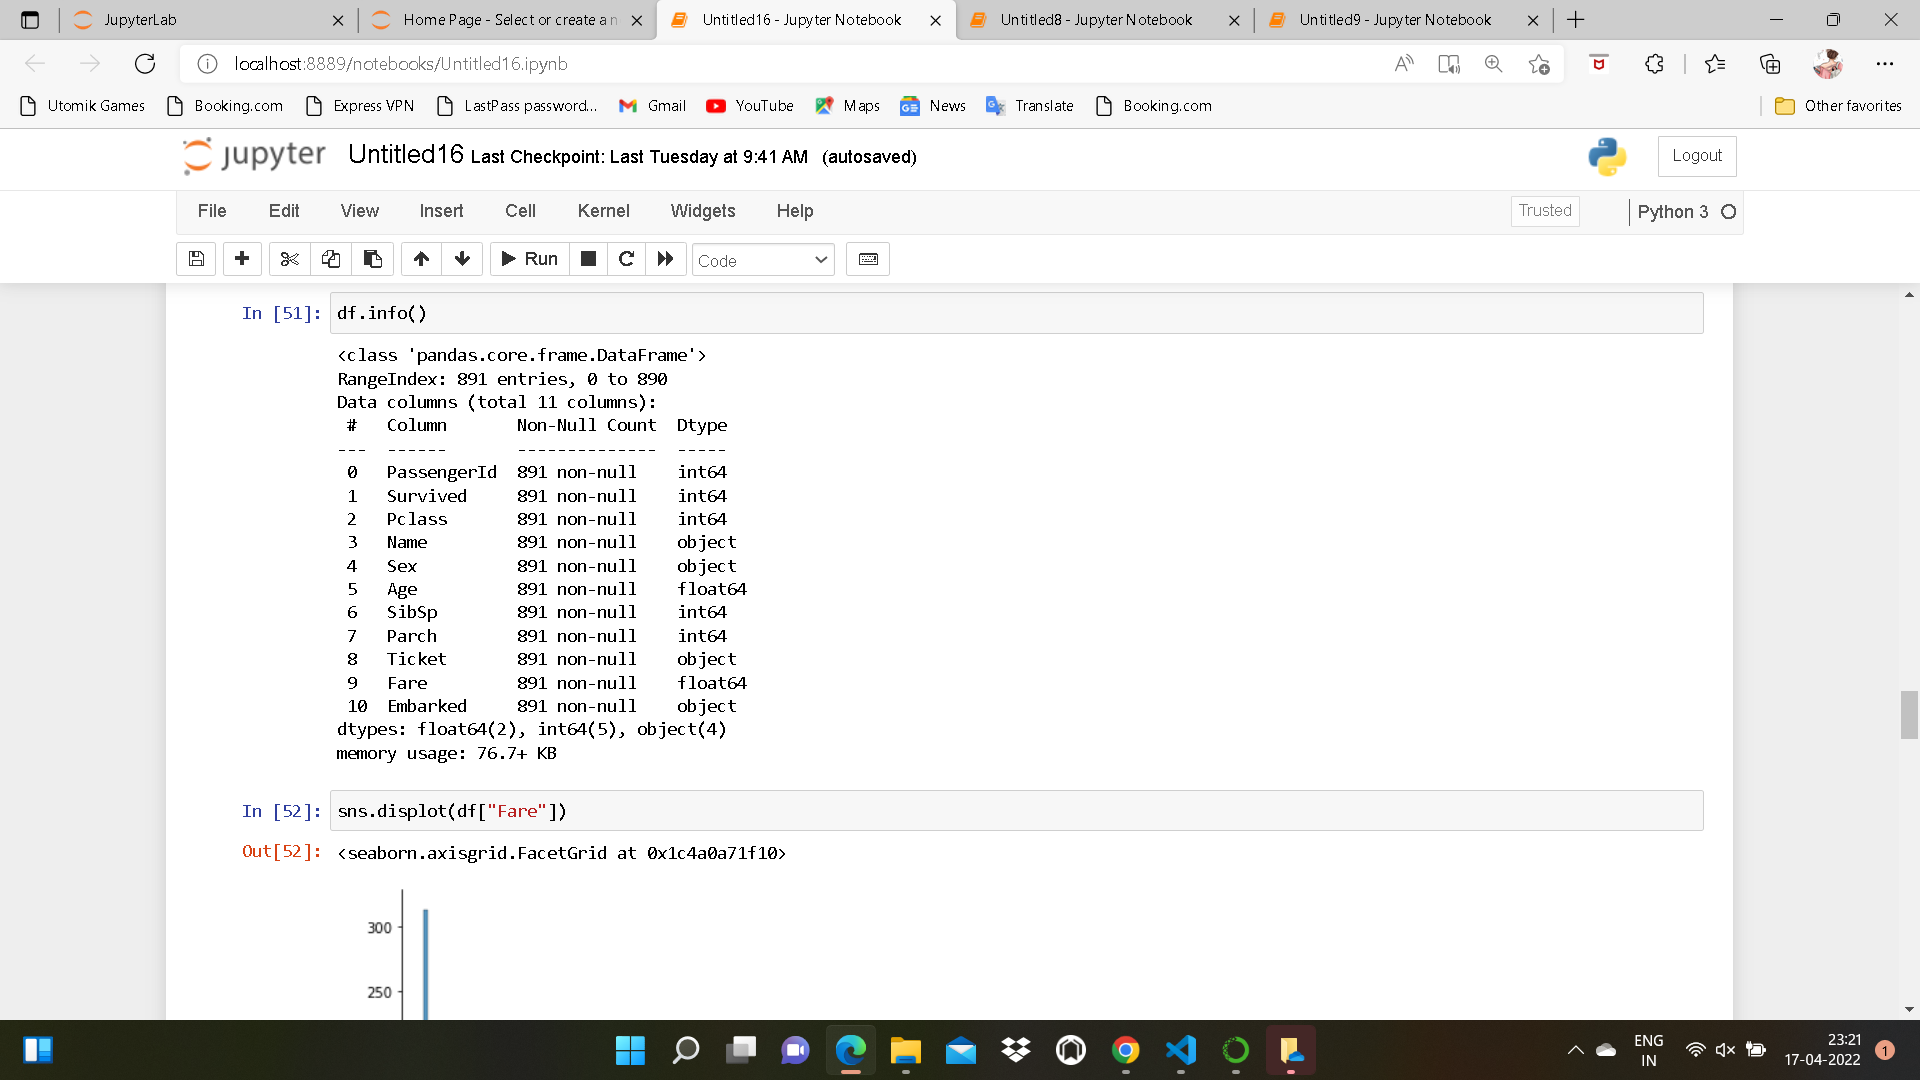 JupyterLab
Home Page - Select or create a n
Untitled16 - Jupyter Notebook
Untitled8 - Jupyter Notebook
Untitled9 - Jupyter Notebook
localhost:8889/notebooks/Untitled16.ipynb
Utomik Games
Booking.com
Express VPN
LastPass password...
Gmail
YouTube
Maps
News
Translate
Booking.com
Other favorites
jupyter Untitled16 Last Checkpoint: Last Tuesday at 9:41 AM (autosaved)
Logout
File Edit View Insert Cell Kernel Widgets Help
Trusted
Python 3
Run
Code
In [51]: df.info()
<class 'pandas.core.frame.DataFrame'>
RangeIndex: 891 entries, 0 to 890
Data columns (total 11 columns):
# Column Non-Null Count Dtype
--- ------ -------------- -----
0 PassengerId 891 non-null int64
1 Survived 891 non-null int64
2 Pclass 891 non-null int64
3 Name 891 non-null object
4 Sex 891 non-null object
5 Age 891 non-null float64
6 SibSp 891 non-null int64
7 Parch 891 non-null int64
8 Ticket 891 non-null object
9 Fare 891 non-null float64
10 Embarked 891 non-null object
dtypes: float64(2), int64(5), object(4)
memory usage: 76.7+ KB
In [52]: sns.displot(df["Fare"])
Out[52]: <seaborn.axisgrid.FacetGrid at 0x1c4a0a71f10>
300
250
ENG
IN
23:21
17-04-2022
1